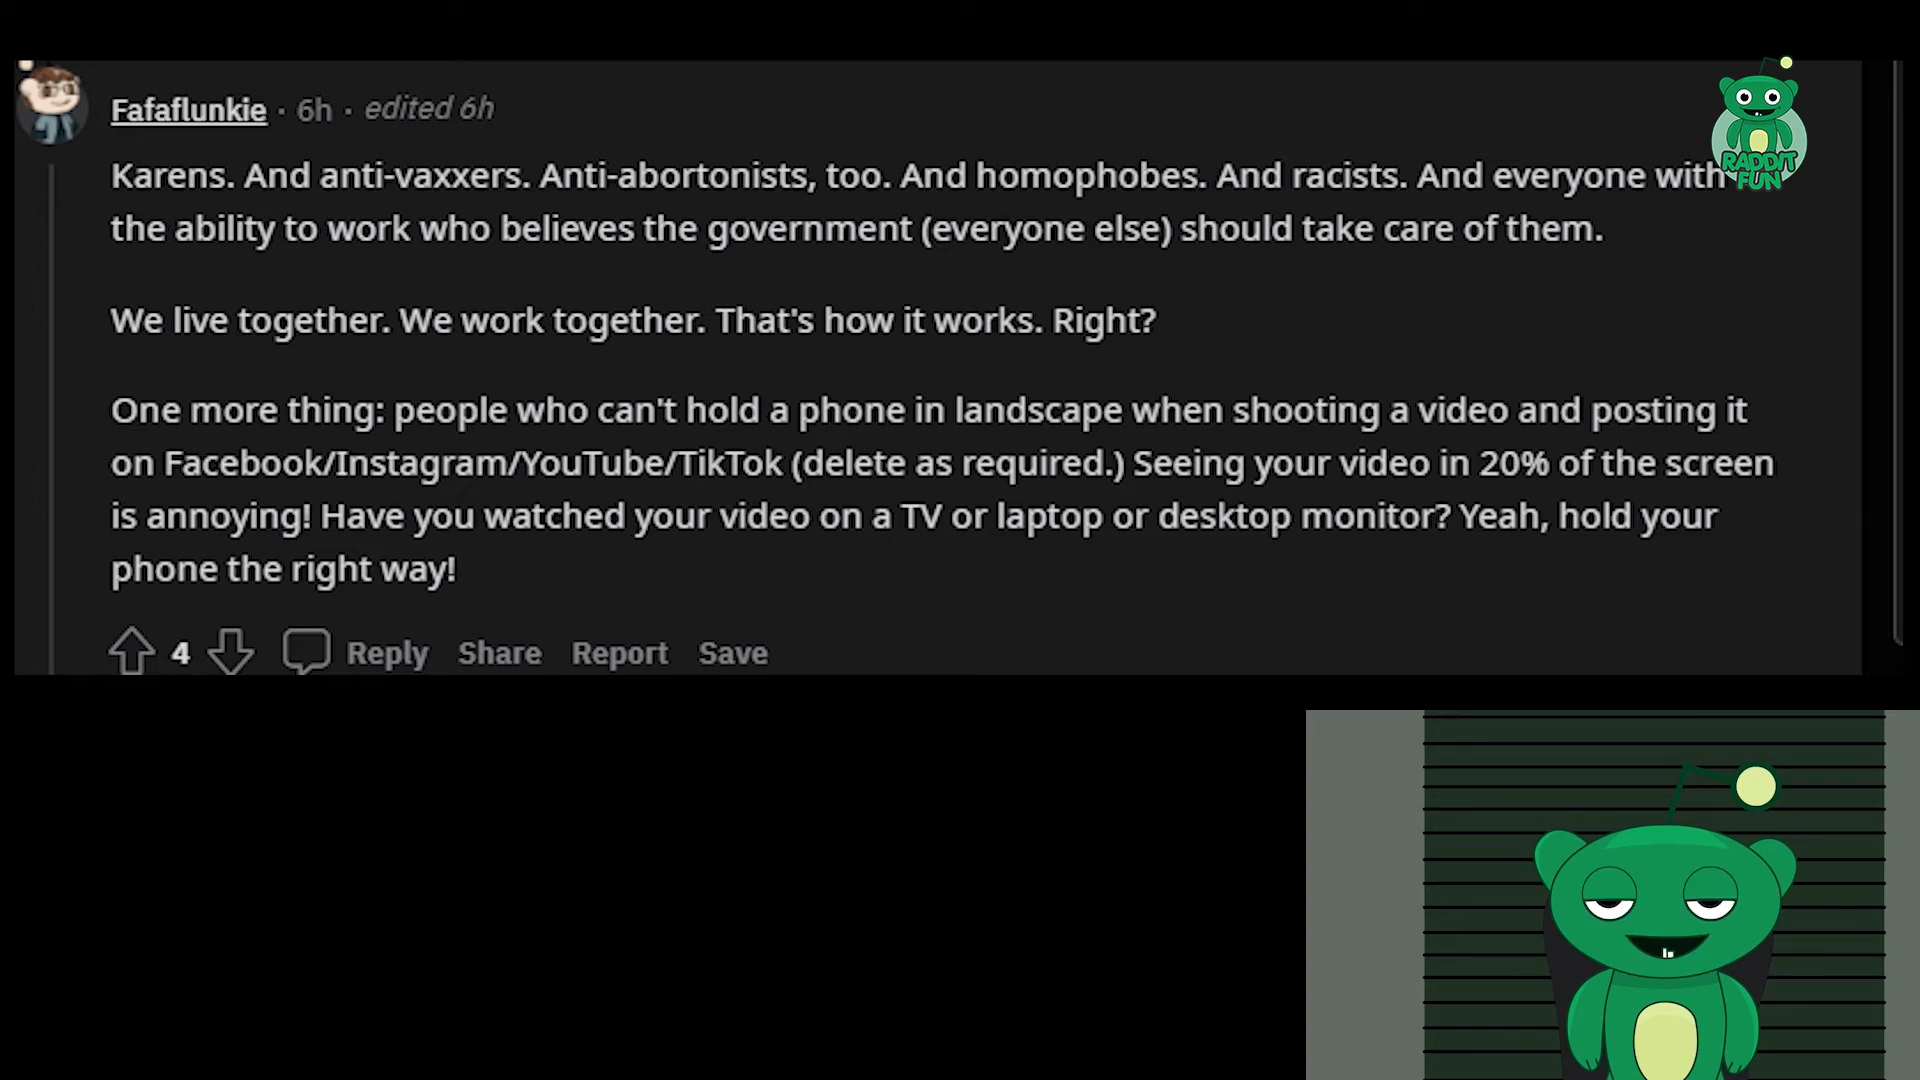 Fafaflunkie · 6h · edited 6h
Karens. And anti-vaxxers. Anti-abortonists, too. And homophobes. And racists. And everyone with
the ability to work who believes the government (everyone else) should take care of them.
We live together. We work together. That's how it works. Right?
One more thing: people who can't hold a phone in landscape when shooting a video and posting it
on Facebook/Instagram/YouTube/TikTok (delete as required.) Seeing your video in 20% of the screen
is annoying! Have you watched your video on a TV or laptop or desktop monitor? Yeah, hold your
phone the right way!
4 Reply Share Report Save
RADDIT
FUN